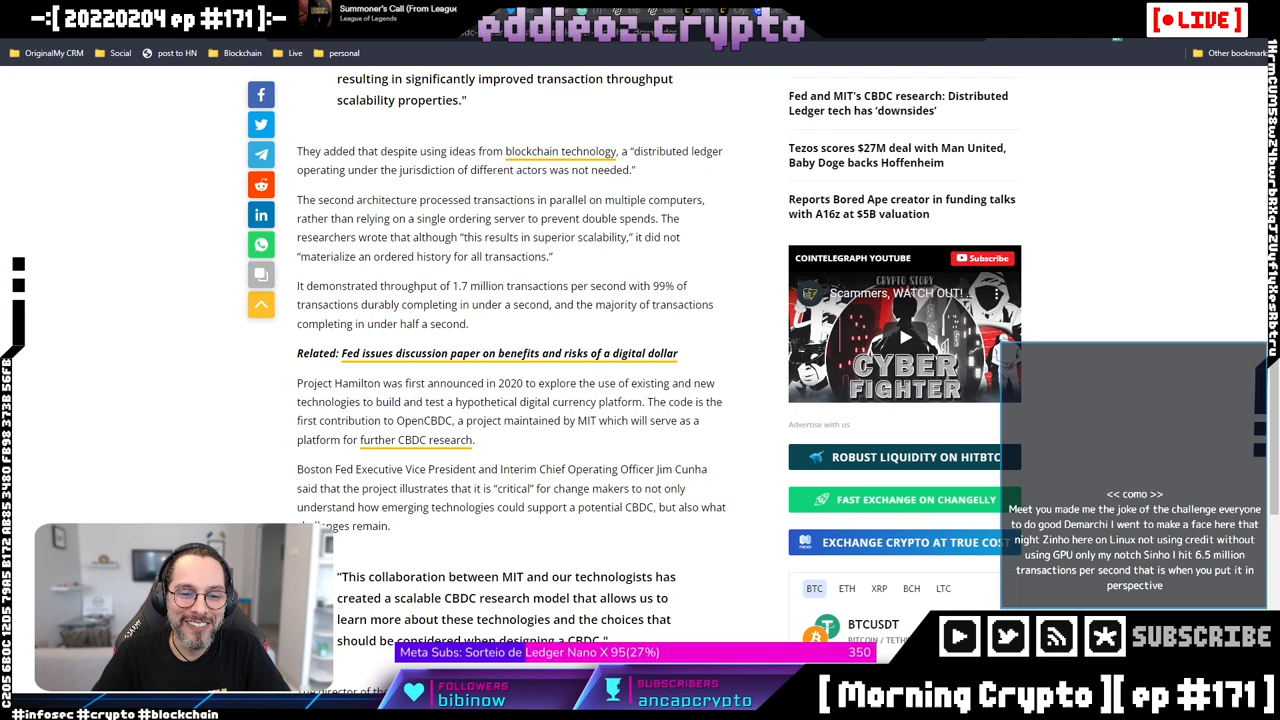 -:[ 20220204 ep #171 ]:-
Summoner's Call (From League
League of Legends
eddieoz.crypto
[•LIVE]
OriginalMy CRM
Social
post to HN
Blockchain
Live
personal
Other bookmark
resulting in significantly improved transaction throughput
scalability properties."
They added that despite using ideas from blockchain technology, a “distributed ledger
operating under the jurisdiction of different actors was not needed.”
The second architecture processed transactions in parallel on multiple computers,
rather than relying on a single ordering server to prevent double spends. The
researchers wrote that although “this results in superior scalability,” it did not
“materialize an ordered history for all transactions.”
demonstrated throughput of 1.7 million transactions per second with 99% of
transactions durably completing in under a second, and the majority of transactions
completing in under half a second.
Related: Fed issues discussion paper on benefits and risks of a digital dollar
Project Hamilton was first announced in 2020 to explore the use of existing and new
technologies to build and test a hypothetical digital currency platform. The code is the
first contribution to OpenCBDC, a project maintained by MIT which will serve as a
platform for further CBDC research.
Boston Fed Executive Vice President and Interim Chief Operating Officer Jim Cunha
said that the project illustrates that it is “critical” for change makers to not only
understand how emerging technologies could support a potential CBDC, but also what
challenges remain.
“This collaboration between MIT and our technologists has
created a scalable CBDC research model that allows us to
learn more about these technologies and the choices that
should be considered when designing a CBDC."
Fed and MIT's CBDC research: Distributed
Ledger tech has ‘downsides’
Tezos scores $27M deal with Man United,
Baby Doge backs Hoffenheim
Reports Bored Ape creator in funding talks
with A16z at $5B valuation
COINTELEGRAPH YOUTUBE
Subscribe
CRYPTO STORY
Scammers, WATCH OUT! ...
CYBER
FIGHTER
Advertise with us
ROBUST LIQUIDITY ON HITBTC
FAST EXCHANGE ON CHANGELLY
EXCHANGE CRYPTO AT TRUE COS
BTC ETH XRP BCH LTC
BTCUSDT
BITCOIN / TETHE
<< como >>
Meet you made me the joke of the challenge everyone
to do good Demarchi I went to make a face here that
night Zinho here on Linux not using credit without
using GPU only my notch Sinho I hit 6.5 million
transactions per second that is when you put it in
perspective
Meta Subs: Sorteio de Ledger Nano X 95(27%)
350
FOLLOWERS
bibinow
SUBSCRIBERS
ancapcrypto
SUBSCRIBE
[ Morning Crypto ][ ep #171 ]
#infosec #crypto #blockchain